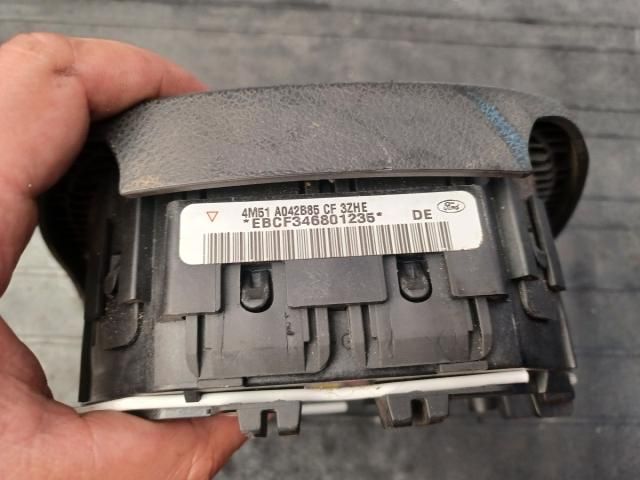 4M51 A042B85 CF 3ZHE
*EBCF346801235* DE Ford